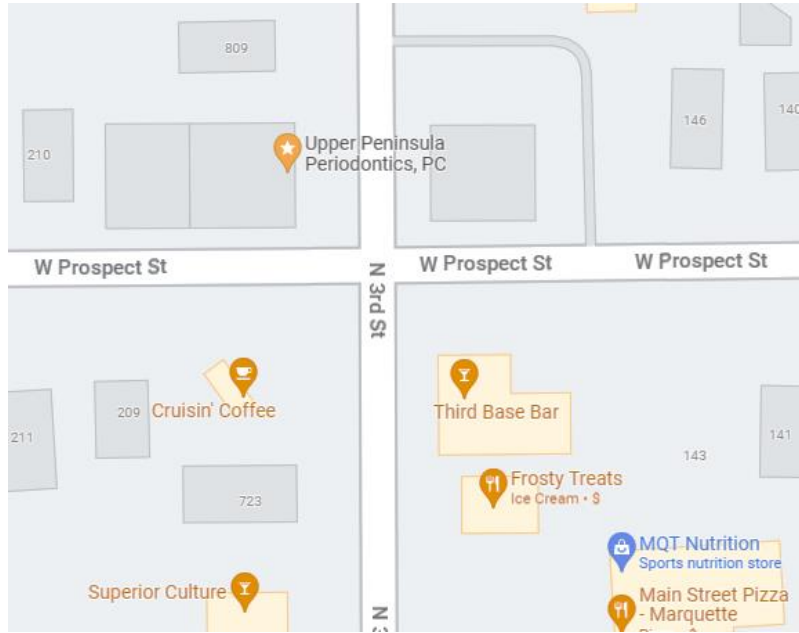 809
146
140
210
Upper Peninsula
Periodontics, PC
W Prospect St
W Prospect St
W Prospect St
N 3rd St
Cruisin' Coffee
Third Base Bar
209
211
141
143
Frosty Treats
Ice Cream • $
723
MQT Nutrition
Sports nutrition store
Superior Culture
Main Street Pizza
- Marquette
N 3